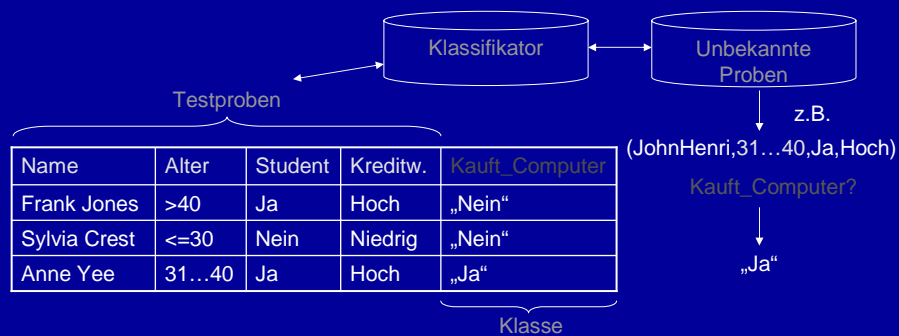 Klassifikator
Unbekannte
Proben
Testproben
z.B.
(JohnHenri,31…40,Ja,Hoch)
Name Alter Student Kreditw. Kauft_Computer
Frank Jones >40 Ja Hoch „Nein“
Sylvia Crest <=30 Nein Niedrig „Nein“
Anne Yee 31…40 Ja Hoch „Ja“
Kauft_Computer?
„Ja“
Klasse